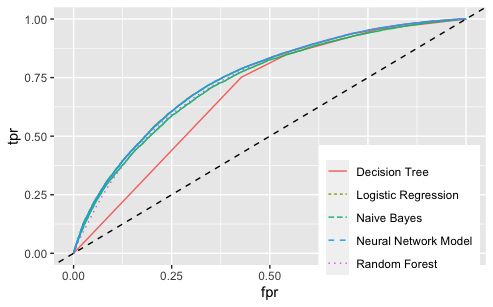 1.00
0.75
0.50
0.25
0.00
tpr
0.00
0.25
0.50
fpr
Decision Tree
Logistic Regression
Naive Bayes
Neural Network Model
Random Forest